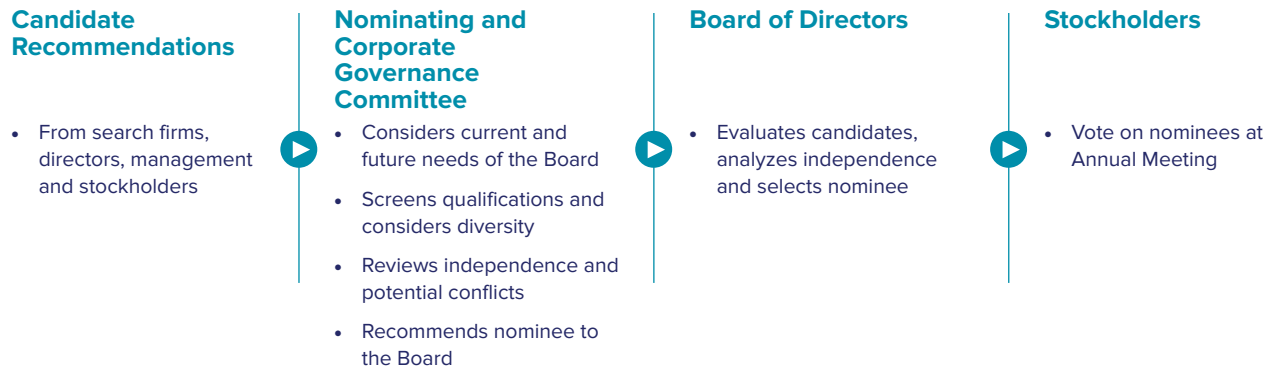 Candidate
Recommendations
• From search firms,
directors, management
and stockholders
Nominating and
Corporate
Governance
Committee
• Considers current and
future needs of the Board
• Screens qualifications and
considers diversity
• Reviews independence and
potential conflicts
• Recommends nominee to
the Board
Board of Directors
• Evaluates candidates,
analyzes independence
and selects nominee
Stockholders
• Vote on nominees at
Annual Meeting